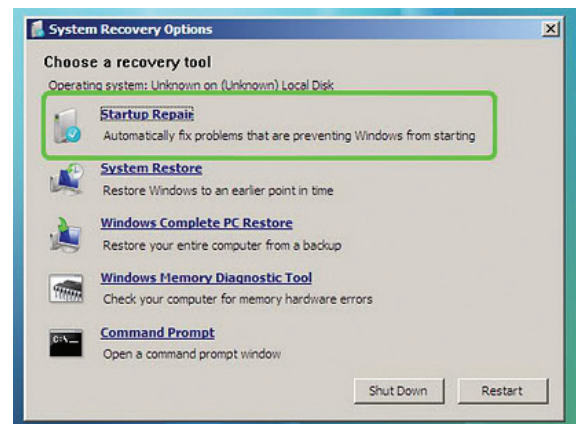 System Recovery Options
Choose a recovery tool
Operating system: Unknown on (Unknown) Local Disk
Startup Repair
Automatically fix problems that are preventing Windows from starting
System Restore
Restore Windows to an earlier point in time
Windows Complete PC Restore
Restore your entire computer from a backup
Windows Memory Diagnostic Tool
Check your computer for memory hardware errors
C:\_
Command Prompt
Open a command prompt window
Shut Down
Restart